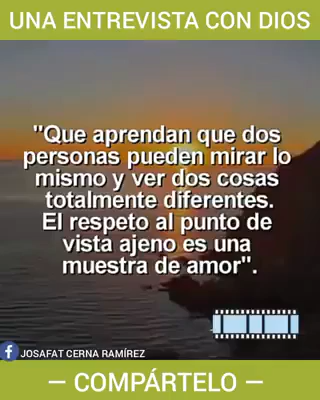 UNA ENTREVISTA CON DIOS
"Que aprendan que dos
personas pueden mirar lo
mismo y ver dos cosas
totalmente diferentes.
El respeto al punto de
vista ajeno es una
muestra de amor".
f JOSAFAT CERNA RAMÍREZ
— COMPÁRTELO —